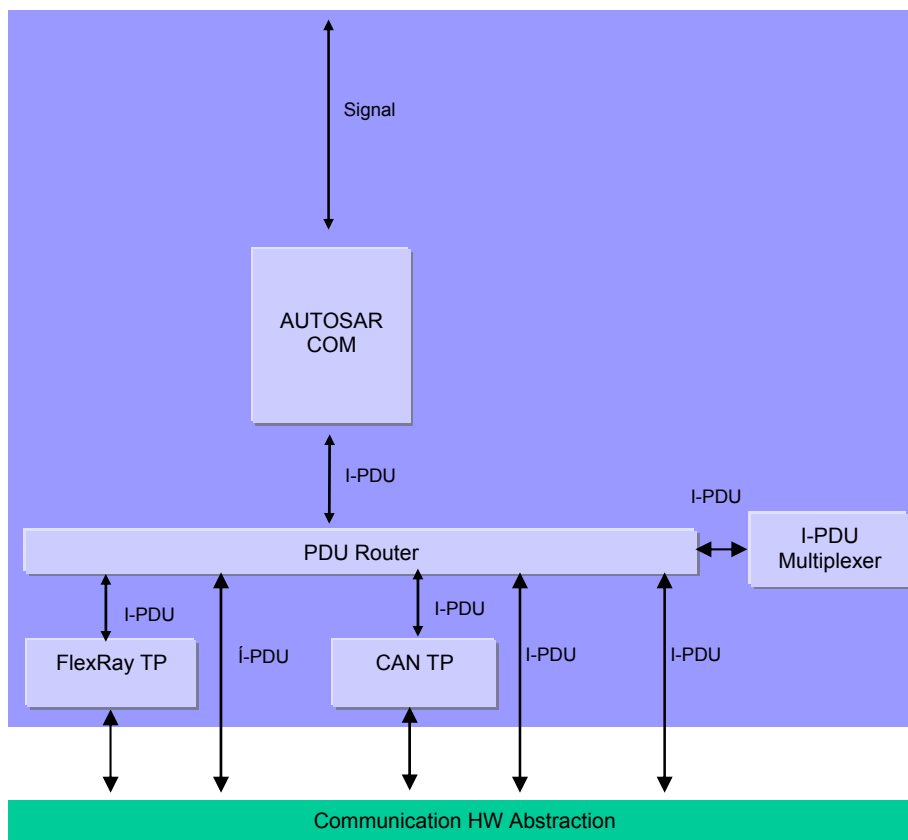 Signal
AUTOSAR
COM
I-PDU
I-PDU
PDU Router
I-PDU
Multiplexer
I-PDU
I-PDU
FlexRay TP
Í-PDU
CAN TP
I-PDU
I-PDU
Communication HW Abstraction